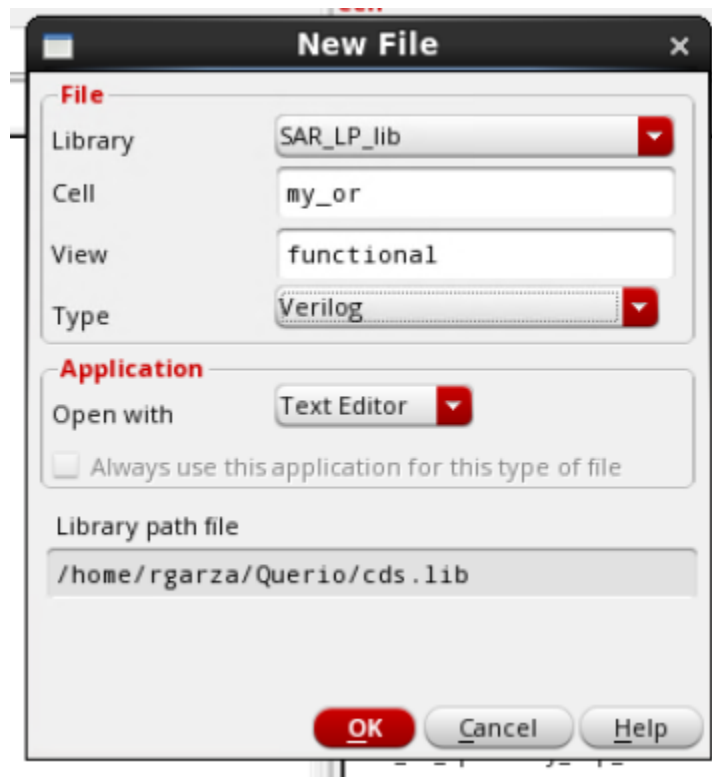 New File
File
Library SAR_LP_lib
Cell my_or
View functional
Type Verilog
Application
Open with Text Editor
Always use this application for this type of file
Library path file
/home/rgarza/Querio/cds.lib
OK Cancel Help